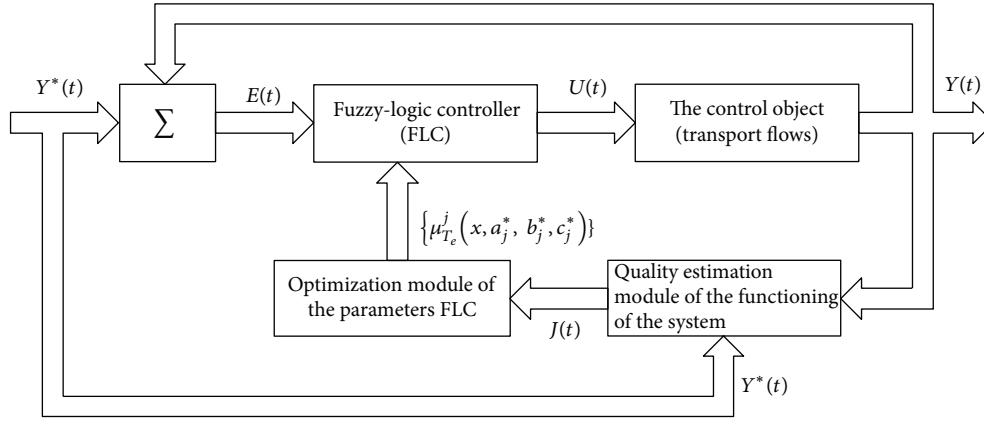 Y*(t)
∑
E(t)
Fuzzy-logic controller
(FLC)
U(t)
The control object
(transport flows)
Y(t)
{μ^j_{T_e}(x, a^*_j, b^*_j, c^*_j)}
Optimization module of
the parameters FLC
J(t)
Quality estimation
module of the functioning
of the system
Y*(t)